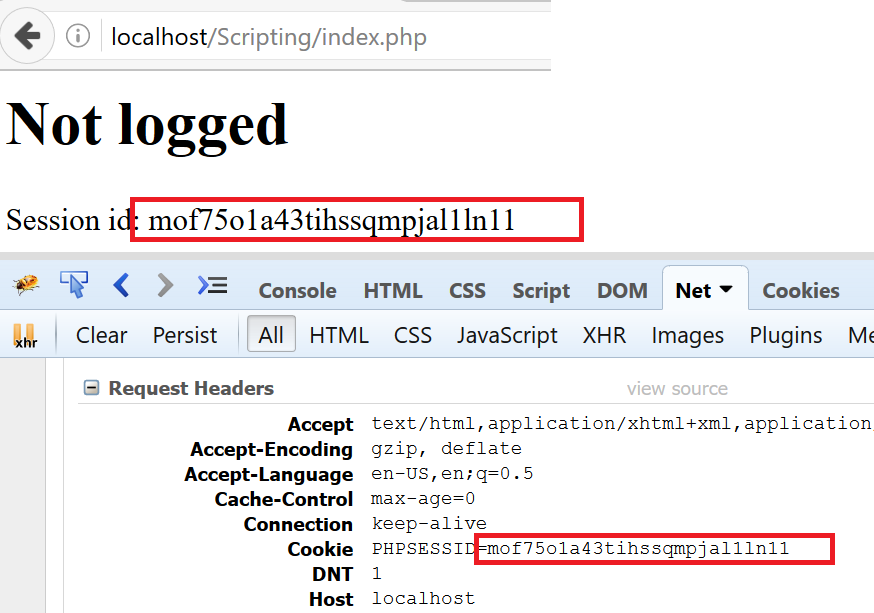 localhost/Scripting/index.php
Not logged
Session id: mof75o1a43tihssqmpjal1ln11
Console HTML CSS Script DOM Net Cookies
xhr Clear Persist All HTML CSS JavaScript XHR Images Plugins Me
Request Headers view source
Accept text/html,application/xhtml+xml,application
Accept-Encoding gzip, deflate
Accept-Language en-US,en;q=0.5
Cache-Control max-age=0
Connection keep-alive
Cookie PHPSESSID=mof75o1a43tihssqmpjal1ln11
DNT 1
Host localhost